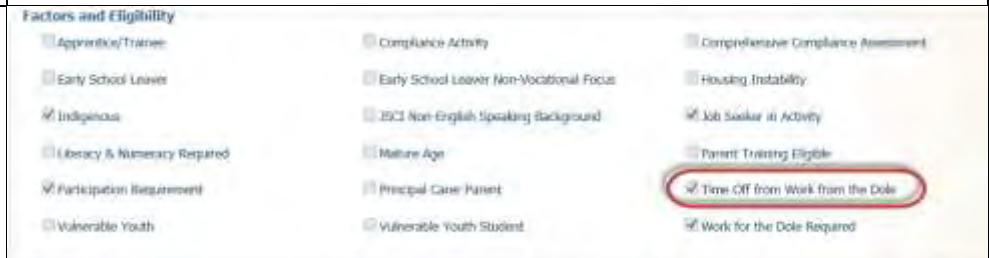 Factors and Eligibility
Apprentice/Trainee Compliance Activity Comprehensive Compliance Assessment
Early School Leaver Early School Leaver Non-Vocational Focus Housing Instability
Indigenous JSCI Non-English Speaking Background Job Seeker in Activity
Literacy & Numeracy Required Mature Age Parent Training Eligible
Participation Requirement Principal Carer Parent Time Off from Work from the Dole
Vulnerable Youth Vulnerable Youth Student Work for the Dole Required